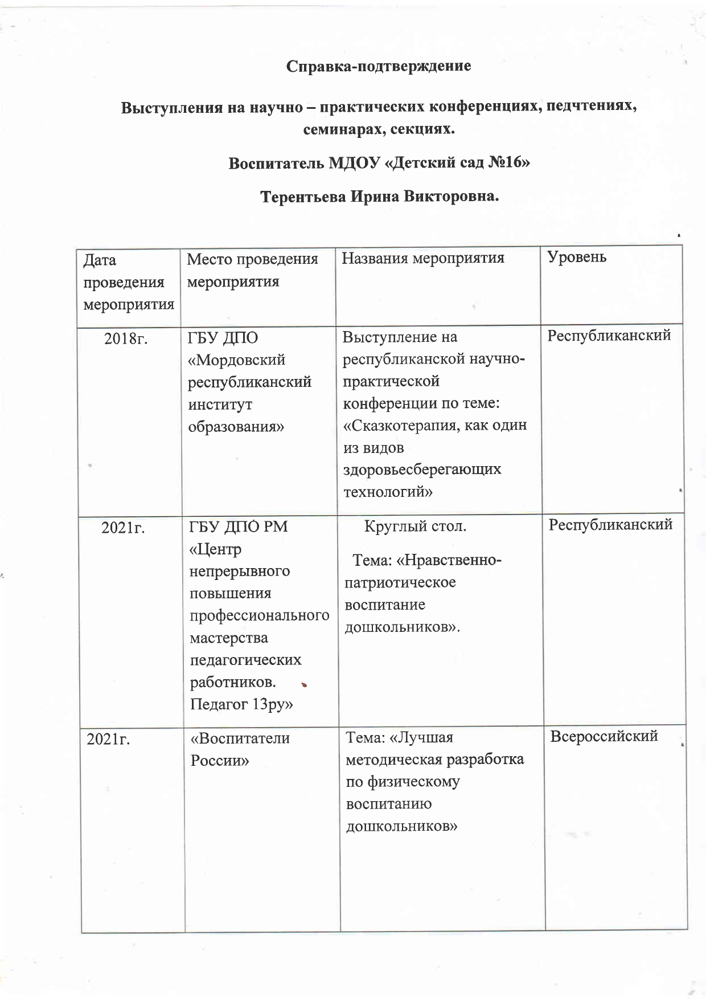 Справка-подтверждение
Выступления на научно – практических конференциях, педчтениях,
семинарах, секциях.
Воспитатель МДОУ «Детский сад №16»
Терентьева Ирина Викторовна.
Дата
проведения
мероприятия
Место проведения
мероприятия
Названия мероприятия
Уровень
2018г.
ГБУ ДПО
«Мордовский
республиканский
институт
образования»
Выступление на
республиканской научно-
практической
конференции по теме:
«Сказкотерапия, как один
из видов
здоровьесберегающих
технологий»
Республиканский
2021г.
ГБУ ДПО РМ
«Центр
непрерывного
повышения
профессионального
мастерства
педагогических
работников.
Педагог 13ру»
Круглый стол.
Тема: «Нравственно-
патриотическое
воспитание
дошкольников».
Республиканский
2021г.
«Воспитатели
России»
Тема: «Лучшая
методическая разработка
по физическому
воспитанию
дошкольников»
Всероссийский